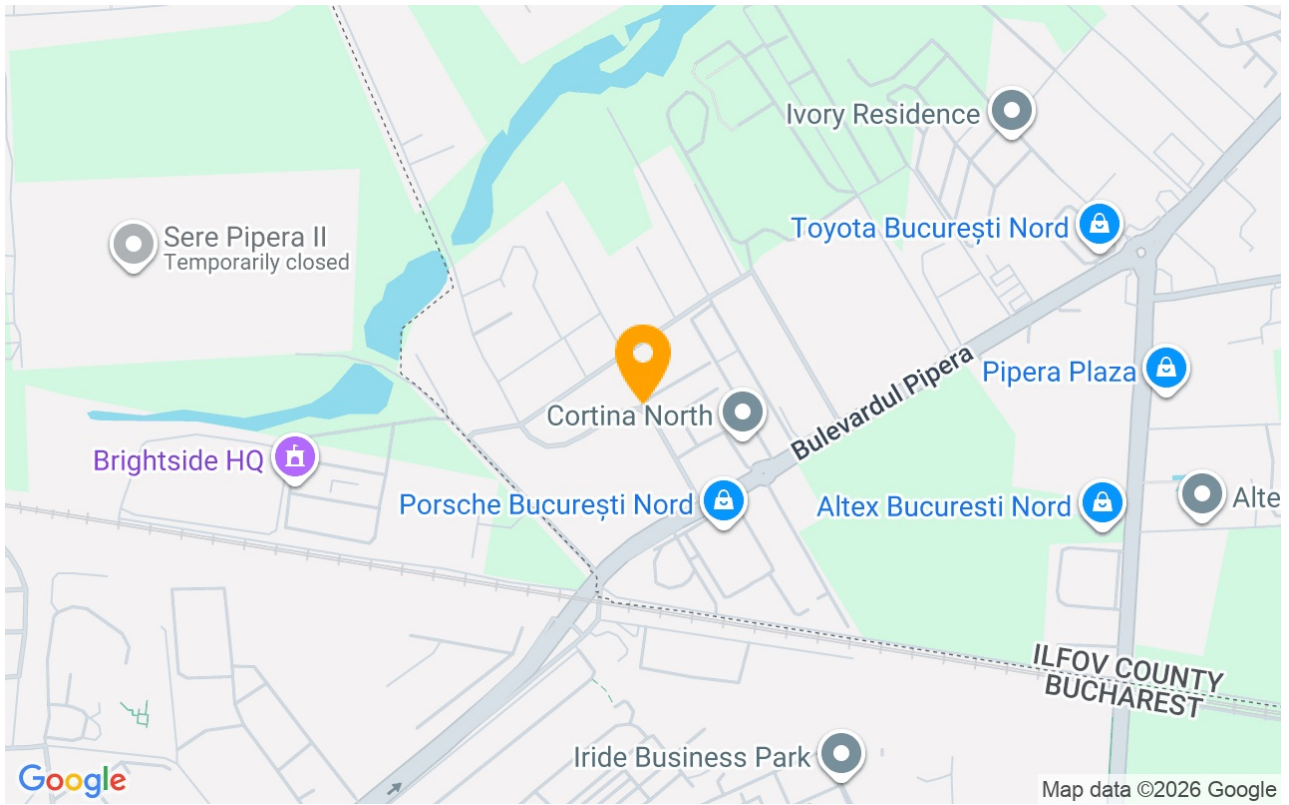 Ivory Residence
Toyota București Nord
Sere Pipera II
Temporarily closed
Bulevardul Pipera
Pipera Plaza
Cortina North
Brightside HQ
Porsche București Nord
Altex Bucuresti Nord
Alte
ILFOV COUNTY
BUCHAREST
Iride Business Park
Google
Map data ©2026 Google